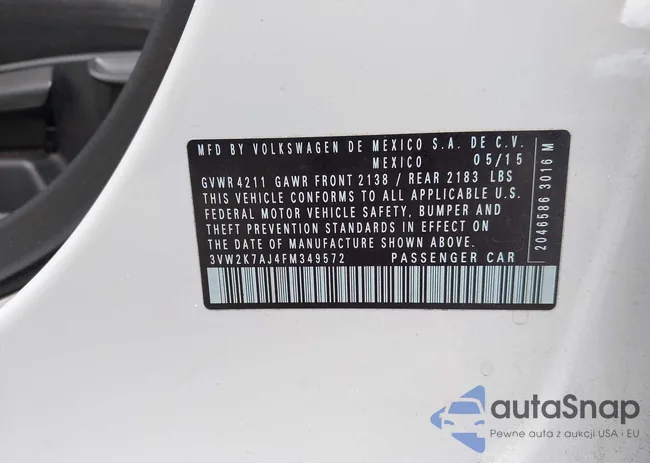 MFD BY VOLKSWAGEN DE MEXICO S.A. DE C.V.
MEXICO 05/15
GVWR 4211 GAWR FRONT 2138 / REAR 2183 LBS
THIS VEHICLE CONFORMS TO ALL APPLICABLE U.S.
FEDERAL MOTOR VEHICLE SAFETY, BUMPER AND
THEFT PREVENTION STANDARDS IN EFFECT ON
THE DATE OF MANUFACTURE SHOWN ABOVE.
3VW2K7AJ4FM349572 PASSENGER CAR
2046586 3016 M
autaSnap
Pewne auta z aukcji USA i EU